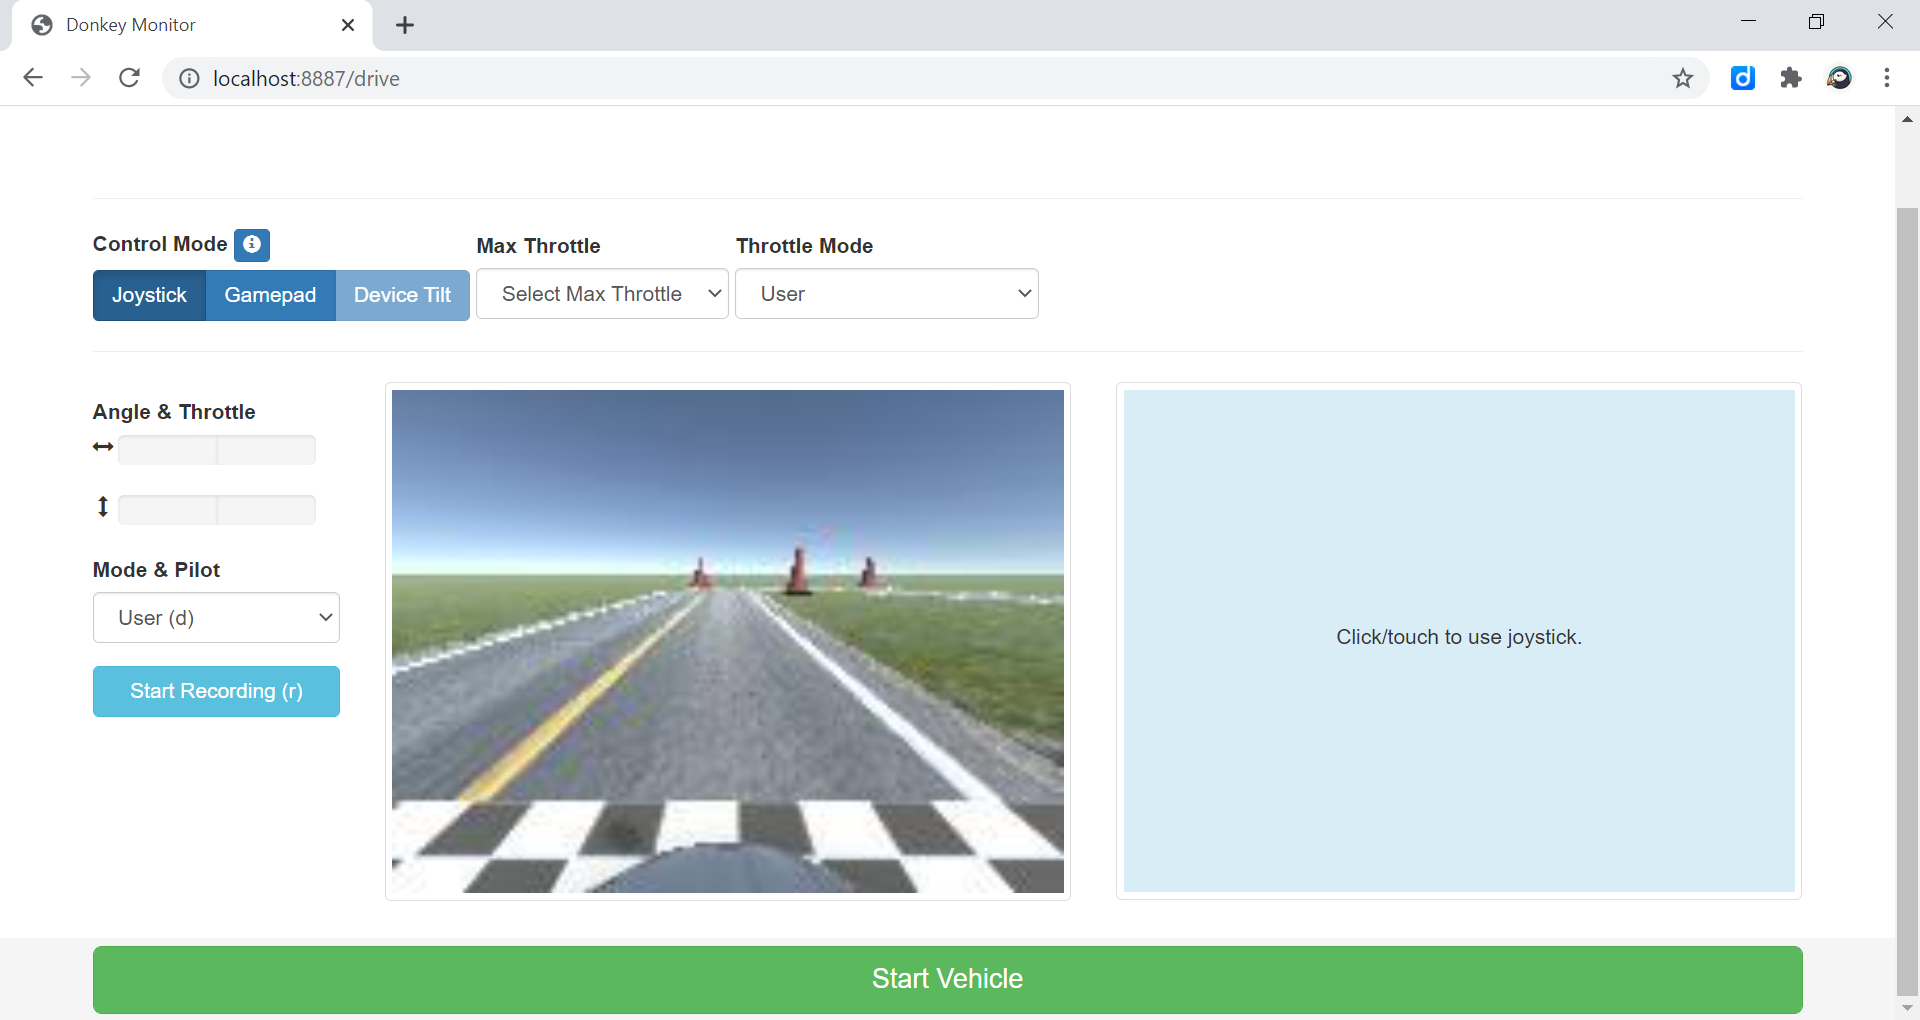 Donkey Monitor
localhost:8887/drive
Control Mode
Max Throttle
Throttle Mode
Joystick
Gamepad
Device Tilt
Select Max Throttle
User
Angle & Throttle
Mode & Pilot
User (d)
Start Recording (r)
Click/touch to use joystick.
Start Vehicle